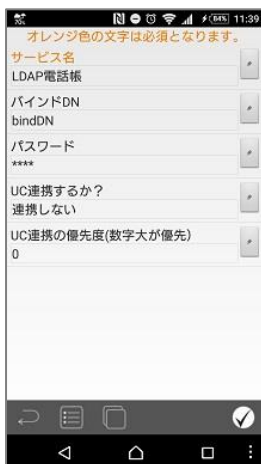 70%
84%
11:39
オレンジ色の文字は必須となります。
サービス名
LDAP電話帳
バインドDN
bindDN
パスワード
****
UC連携するか？
連携しない
UC連携の優先度(数字大が優先）
0